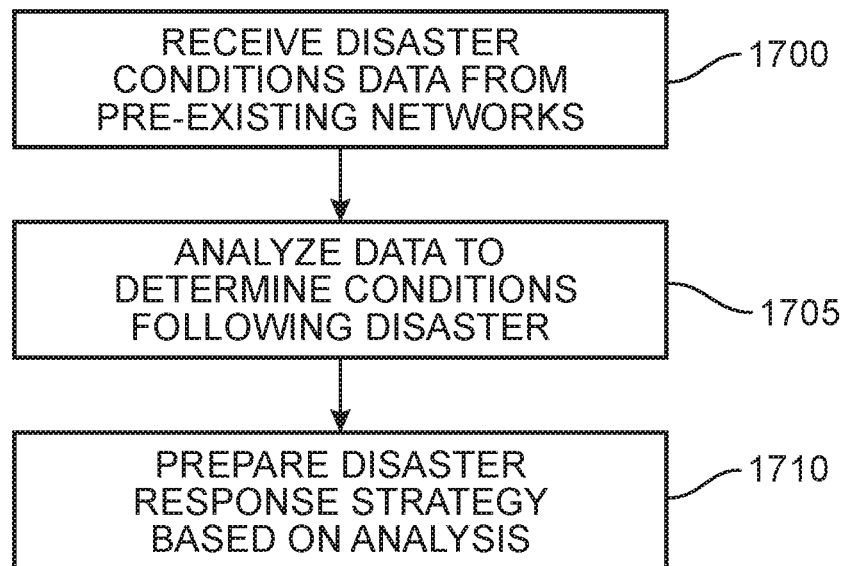 RECEIVE DISASTER
CONDITIONS DATA FROM
PRE-EXISTING NETWORKS
1700
ANALYZE DATA TO
DETERMINE CONDITIONS
FOLLOWING DISASTER
1705
PREPARE DISASTER
RESPONSE STRATEGY
BASED ON ANALYSIS
1710